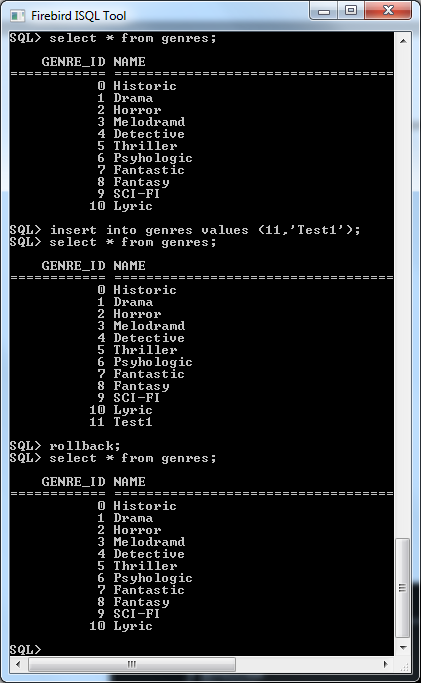 Firebird ISQL Tool
SQL> select * from genres;
GENRE_ID NAME
============ ===================================
0 Historic
1 Drama
2 Horror
3 Melodramd
4 Detective
5 Thriller
6 Psyhologic
7 Fantastic
8 Fantasy
9 SCI-FI
10 Lyric
SQL> insert into genres values (11,'Test1');
SQL> select * from genres;
GENRE_ID NAME
============ ===================================
0 Historic
1 Drama
2 Horror
3 Melodramd
4 Detective
5 Thriller
6 Psyhologic
7 Fantastic
8 Fantasy
9 SCI-FI
10 Lyric
11 Test1
SQL> rollback;
SQL> select * from genres;
GENRE_ID NAME
============ ===================================
0 Historic
1 Drama
2 Horror
3 Melodramd
4 Detective
5 Thriller
6 Psyhologic
7 Fantastic
8 Fantasy
9 SCI-FI
10 Lyric
SQL>